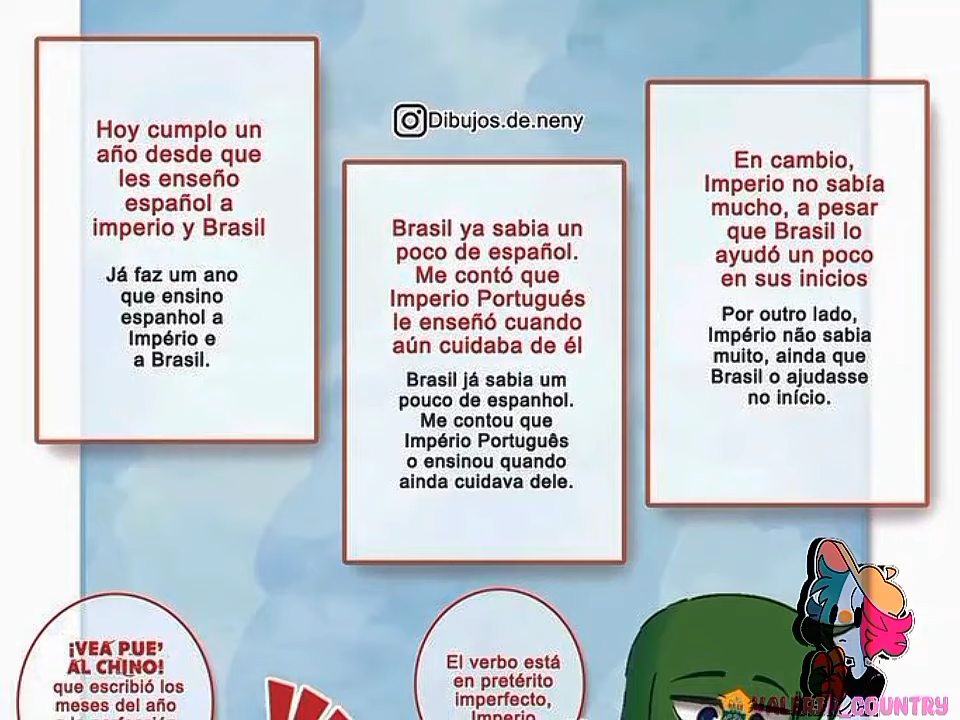 Dibujos.de.neny
Hoy cumplo un
año desde que
les enseño
español a
imperio y Brasil
Já faz um ano
que ensino
espanhol a
Império e
a Brasil.
Brasil ya sabia un
poco de español.
Me contó que
Imperio Portugués
le enseñó cuando
aún cuidaba de él
Brasil já sabia um
pouco de espanhol.
Me contou que
Império Português
o ensinou quando
ainda cuidava dele.
En cambio,
Imperio no sabía
mucho, a pesar
que Brasil lo
ayudó un poco
en sus inicios
Por outro lado,
Império não sabia
muito, ainda que
Brasil o ajudasse
no início.
¡VEA PUE'
AL CHINO!
que escribió los
meses del año
El verbo está
en pretérito
imperfecto,
Imperio
COUNTRY